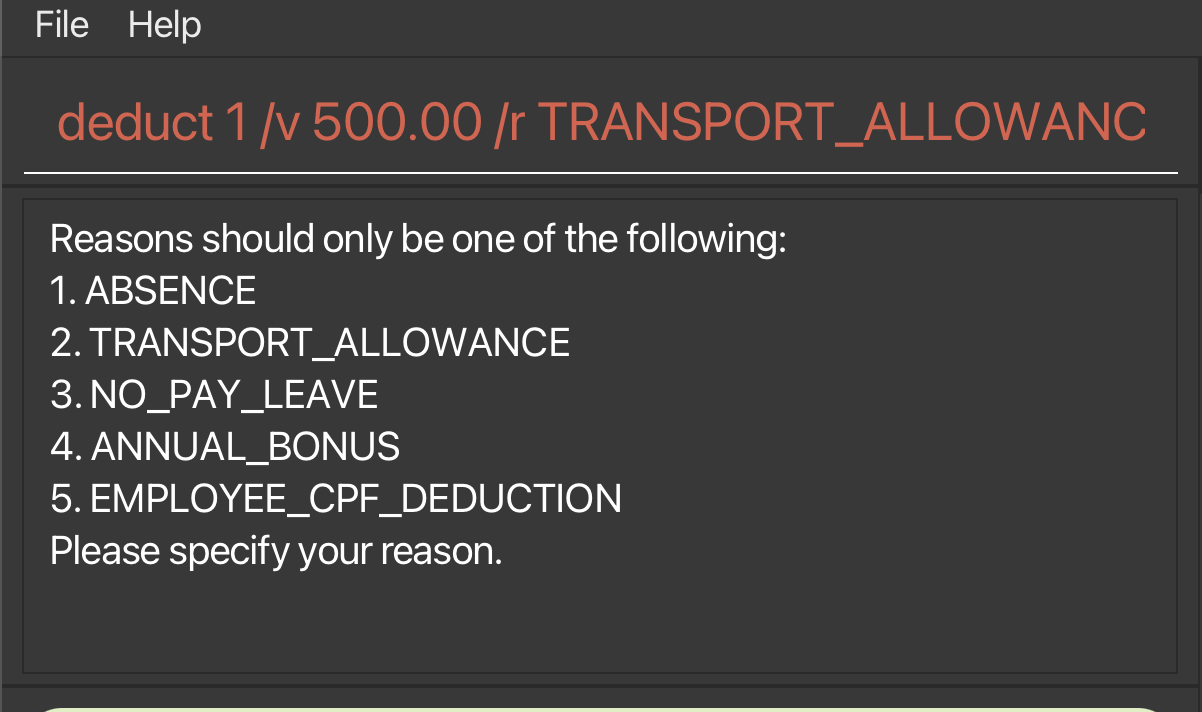 File Help
deduct 1 /v 500.00 /r TRANSPORT_ALLOWANC
Reasons should only be one of the following:
1. ABSENCE
2. TRANSPORT_ALLOWANCE
3. NO_PAY_LEAVE
4. ANNUAL_BONUS
5. EMPLOYEE_CPF_DEDUCTION
Please specify your reason.